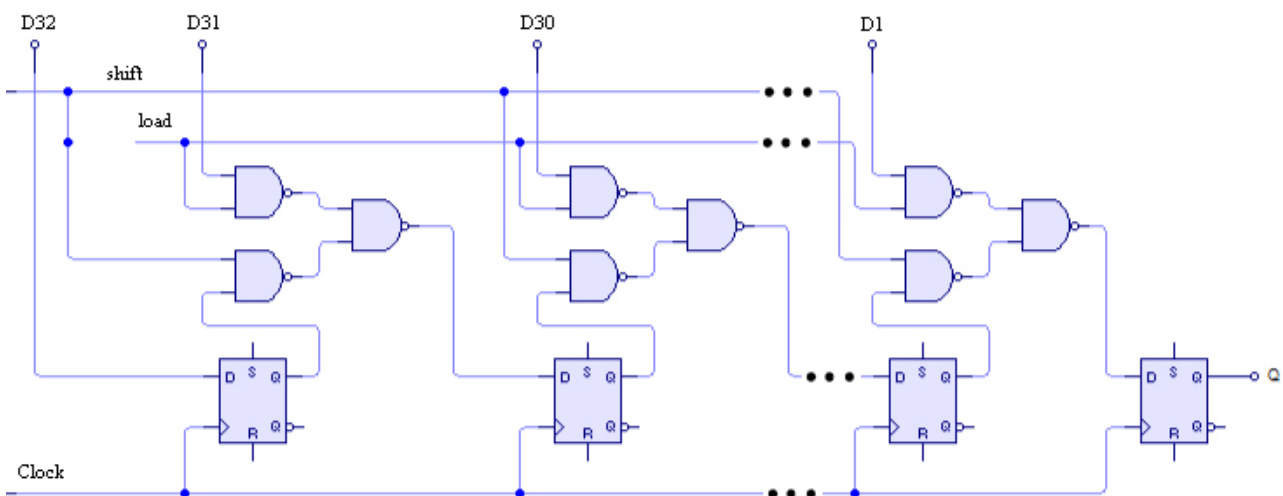 D32 D31 D30 D1
shift
load
D S Q D S Q D S Q D S Q Q
R Q R Q R Q R Q
Clock